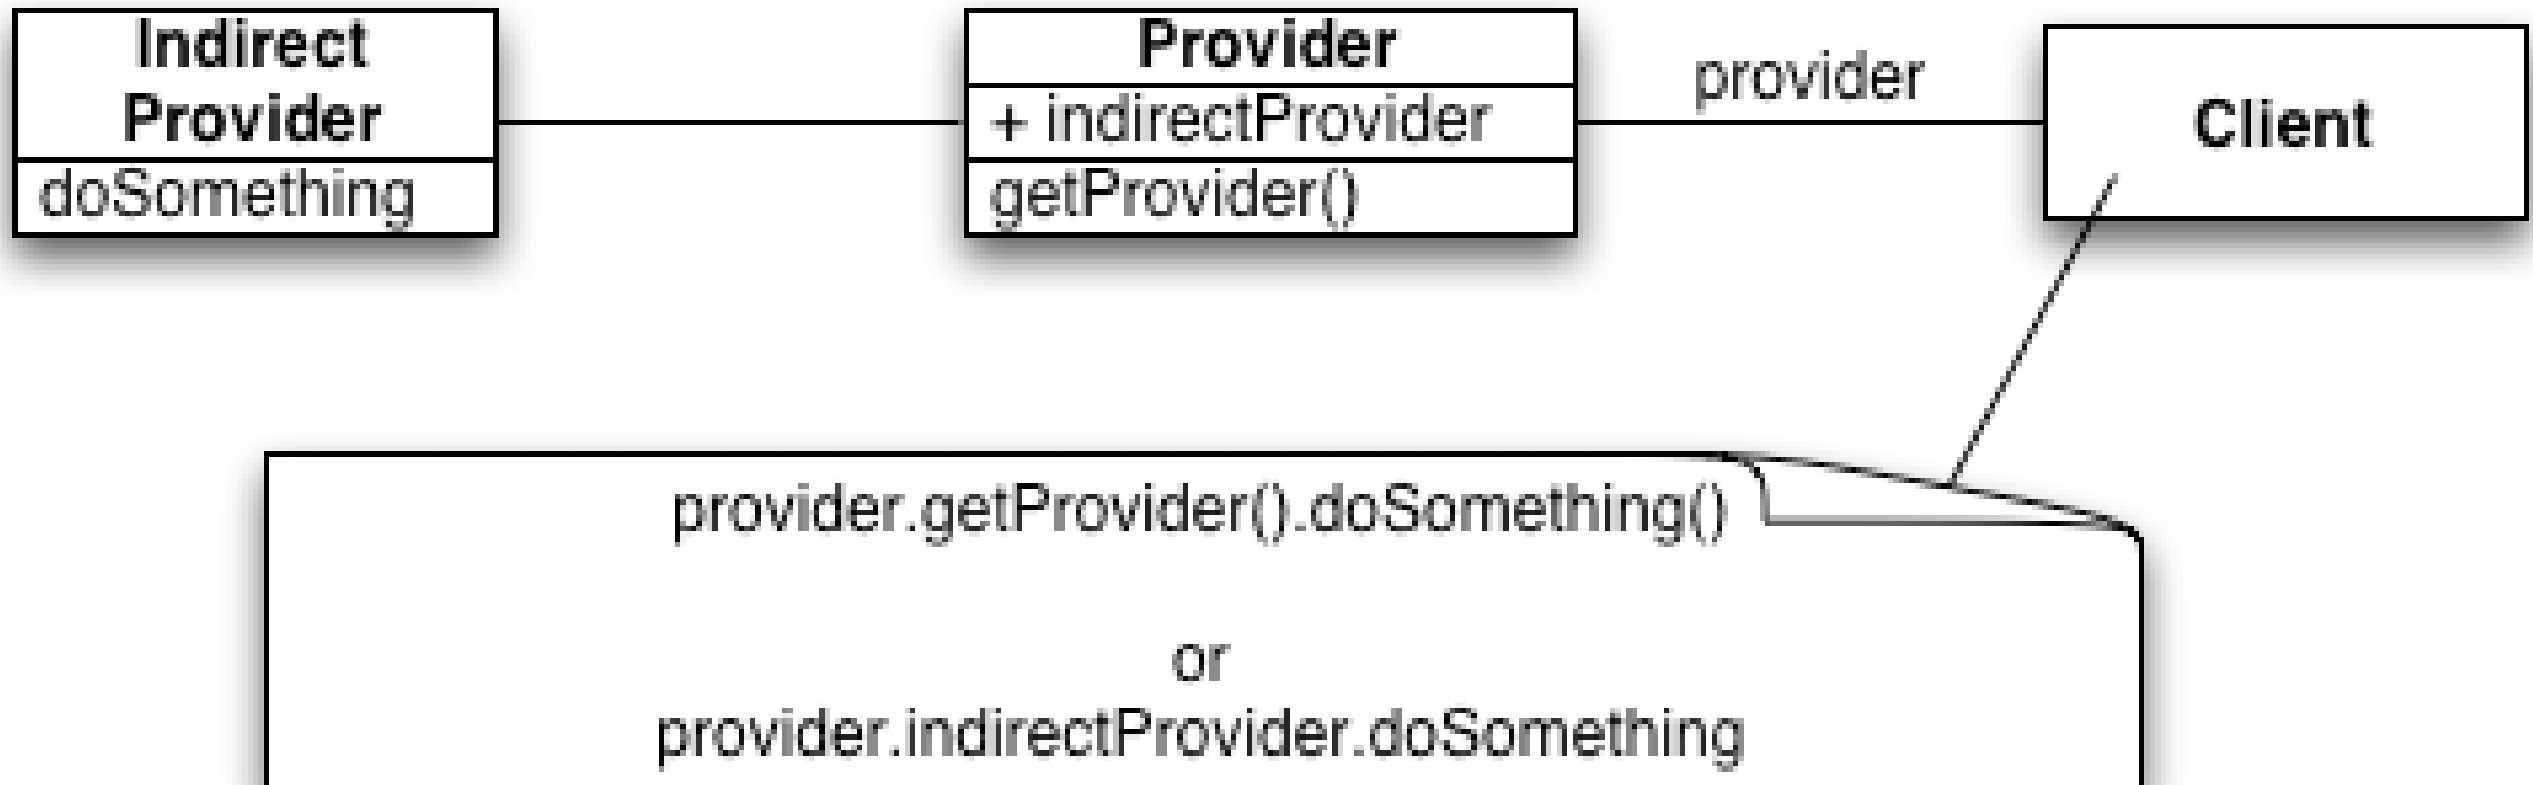 Indirect
Provider
doSomething
Provider
+ indirectProvider
getProvider()
provider
Client
provider.getProvider().doSomething()
or
provider.indirectProvider.doSomething